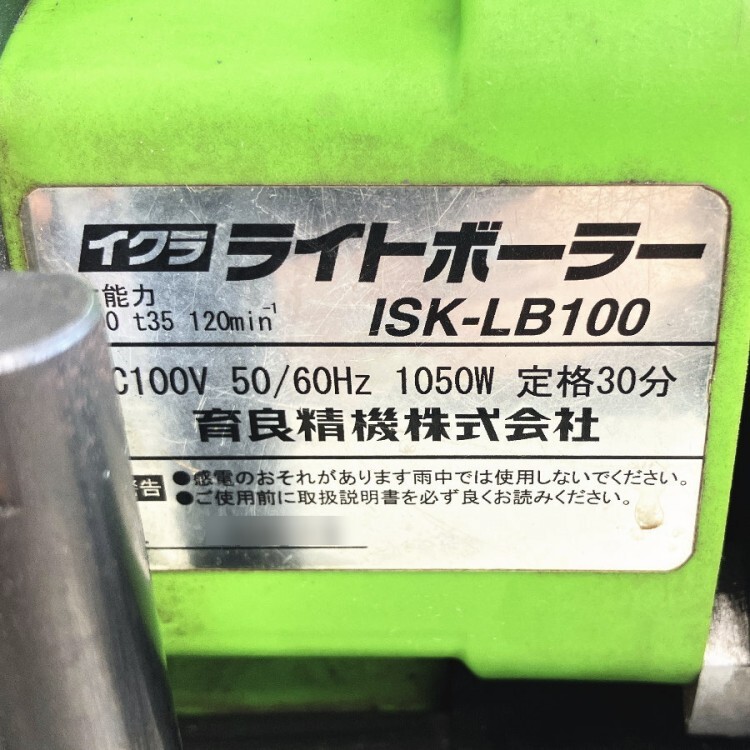 イクラ ライトボーラー
能力
0 t35 120min⁻¹
ISK-LB100
C100V 50/60Hz 1050W 定格30分
育良精機株式会社
警告 ●感電のおそれがあります雨中では使用しないでください。
●ご使用前に取扱説明書を必ず良くお読みください。